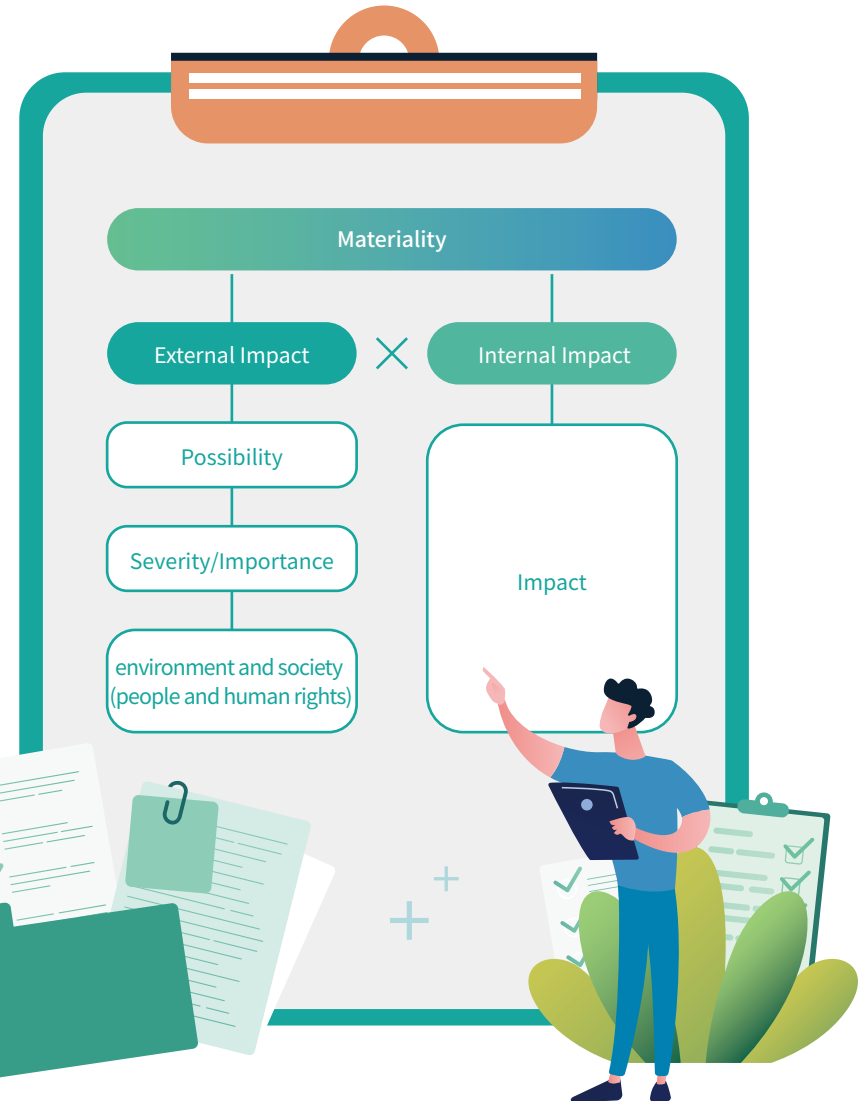 Materiality
External Impact
Internal Impact
Possibility
Severity/Importance
environment and society
(people and human rights)
Impact